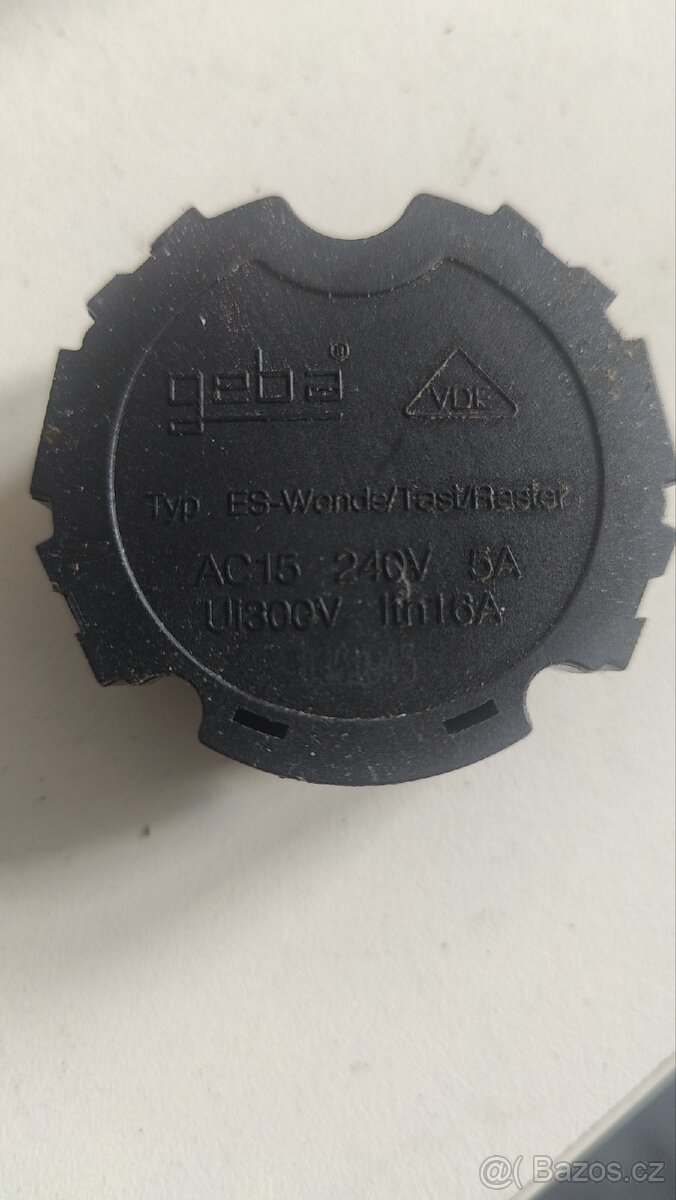 geba®
VDE
Typ ES-Wende/Tast/Raster
AC15 240V 5A
Ui300V Ith16A
@( Bazos.cz